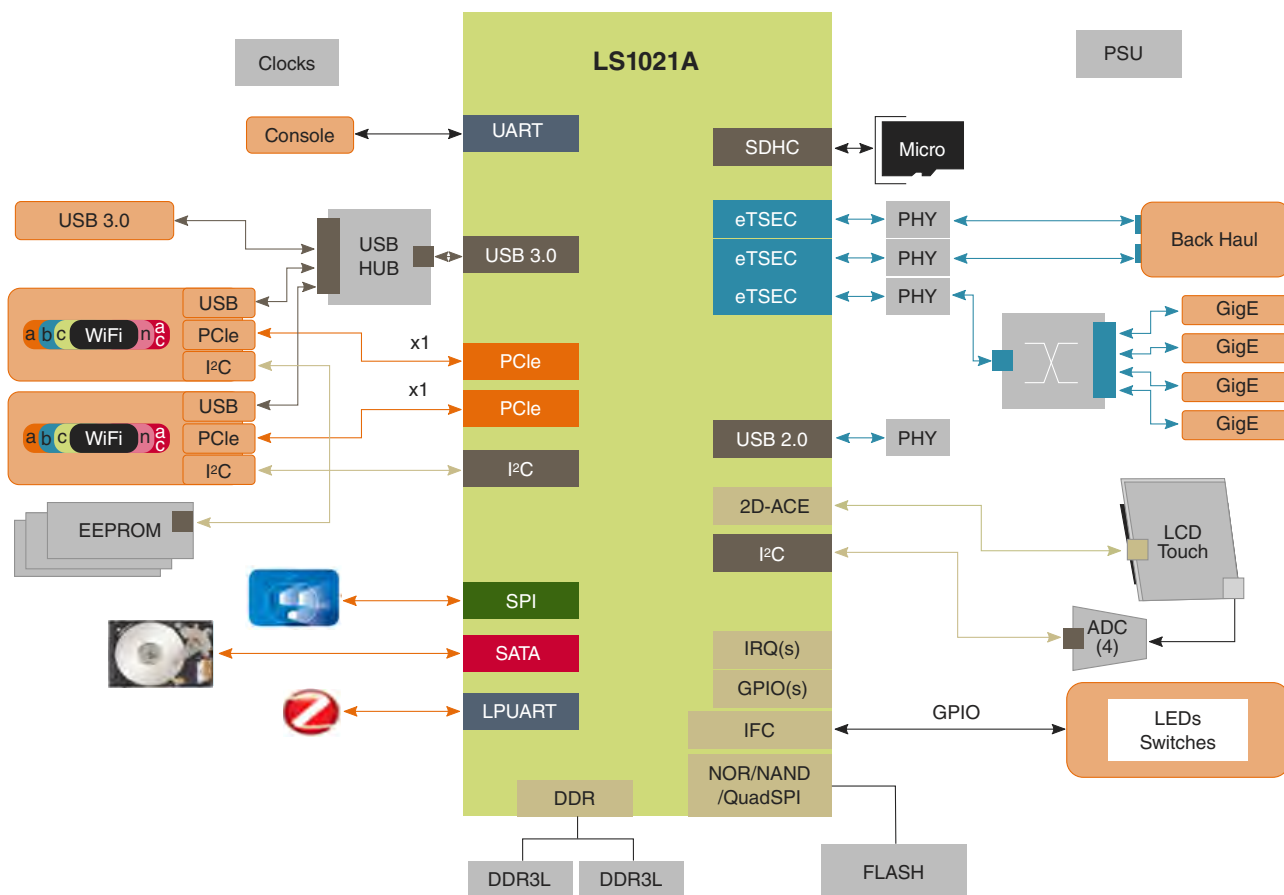 LS1021A
Clocks
PSU
Console
UART
SDHC
Micro
USB 3.0
USB
HUB
USB 3.0
eTSEC
PHY
eTSEC
PHY
eTSEC
PHY
Back Haul
GigE
GigE
GigE
GigE
a b c WiFi n a
c
USB
PCIe
I²C
x1
PCIe
a b c WiFi n a
c
USB
PCIe
I²C
x1
PCIe
I²C
USB 2.0
PHY
EEPROM
2D-ACE
I²C
LCD
Touch
ADC
(4)
SPI
SATA
Z
LPUART
IRQ(s)
GPIO(s)
IFC
GPIO
LEDs
Switches
NOR/NAND
/QuadSPI
DDR
DDR3L
DDR3L
FLASH